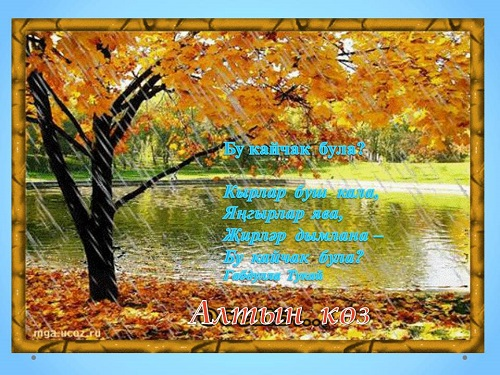 Бу кайчак була?
Кырлар буш кала,
Яңгырлар ява,
Җирләр дымлана –
Бу кайчак була?
Габдулла Тукай
Алтын көз
mga.ucoz.ru